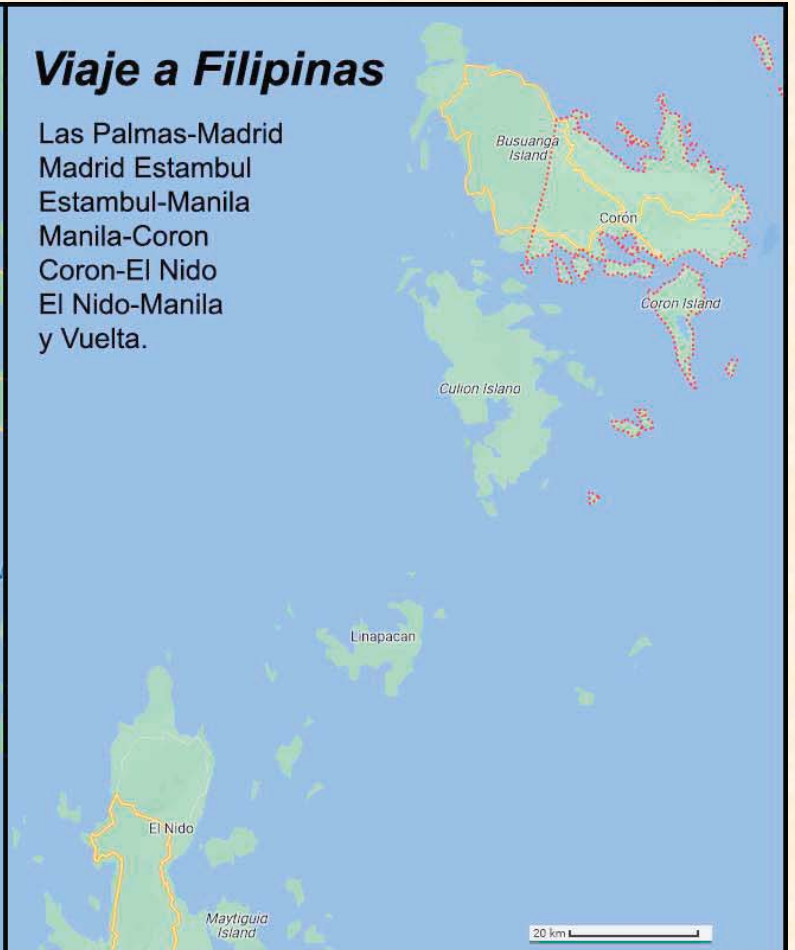 Viaje a Filipinas
Las Palmas-Madrid
Madrid Estambul
Estambul-Manila
Manila-Coron
Coron-El Nido
El Nido-Manila
y Vuelta.
Busuanga
Island
Corón
Coron Island
Culion Island
Linapacan
El Nido
Maytiguid
Island
20 km